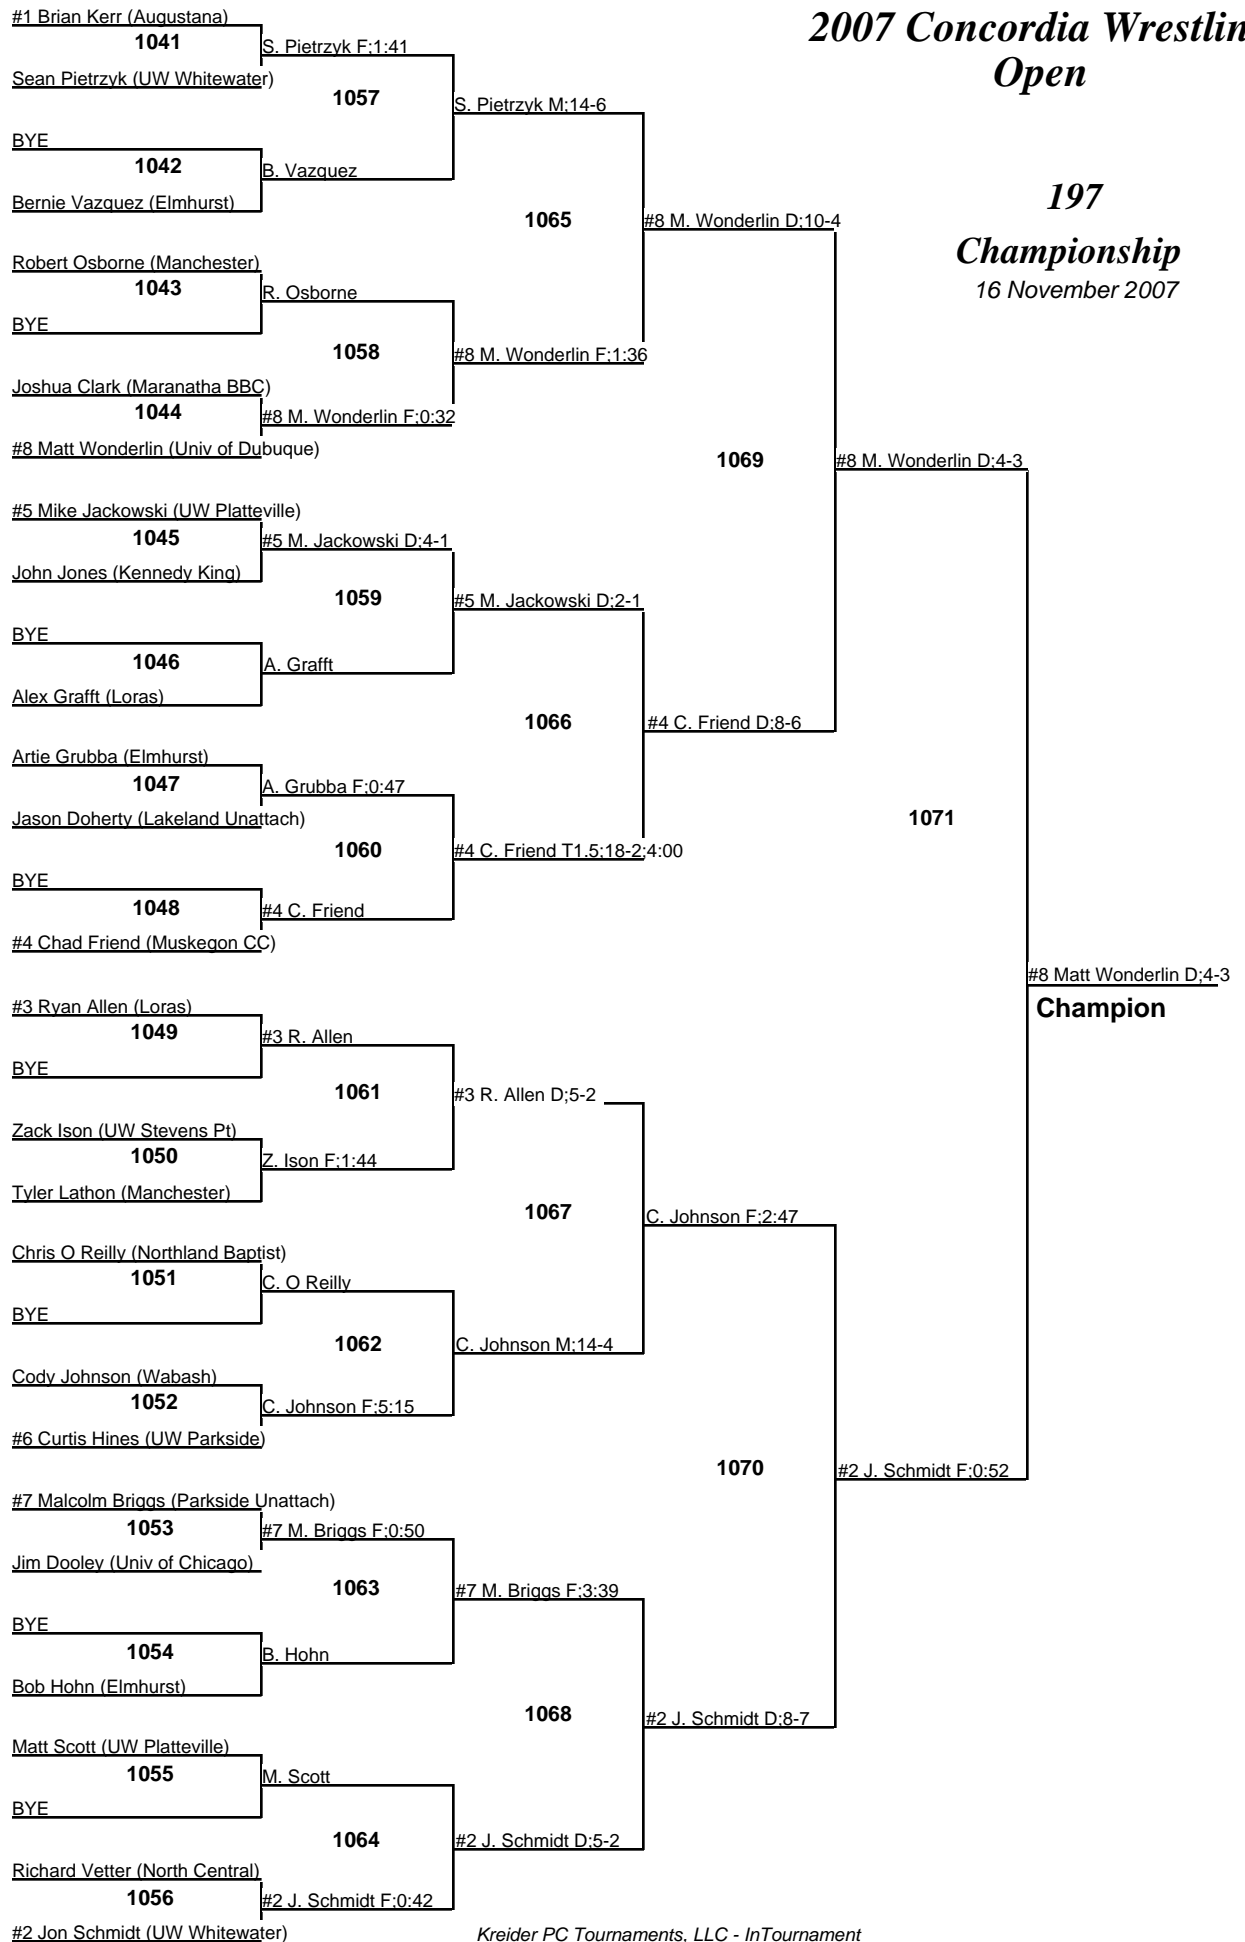 2007 Concordia Wrestlin
Open
197
Championship
16 November 2007
#1 Brian Kerr (Augustana)
1041
Sean Pietrzyk (UW Whitewater)
BYE
1042
Bernie Vazquez (Elmhurst)
Robert Osborne (Manchester)
1043
BYE
Joshua Clark (Maranatha BBC)
1044
#8 Matt Wonderlin (Univ of Dubuque)
#5 Mike Jackowski (UW Platteville)
1045
John Jones (Kennedy King)
BYE
1046
Alex Grafft (Loras)
Artie Grubba (Elmhurst)
1047
Jason Doherty (Lakeland Unattach)
BYE
1048
#4 Chad Friend (Muskegon CC)
#3 Ryan Allen (Loras)
1049
BYE
Zack Ison (UW Stevens Pt)
1050
Tyler Lathon (Manchester)
Chris O Reilly (Northland Baptist)
1051
BYE
Cody Johnson (Wabash)
1052
#6 Curtis Hines (UW Parkside)
#7 Malcolm Briggs (Parkside Unattach)
1053
Jim Dooley (Univ of Chicago)
BYE
1054
Bob Hohn (Elmhurst)
Matt Scott (UW Platteville)
1055
BYE
Richard Vetter (North Central)
1056
#2 Jon Schmidt (UW Whitewater)
S. Pietrzyk F;1:41
1057
B. Vazquez
R. Osborne
1058
#8 M. Wonderlin F;0:32
#5 M. Jackowski D;4-1
1059
A. Grafft
A. Grubba F;0:47
1060
#4 C. Friend
#3 R. Allen
1061
Z. Ison F;1:44
C. O Reilly
1062
C. Johnson F;5:15
#7 M. Briggs F;0:50
1063
B. Hohn
M. Scott
1064
#2 J. Schmidt F;0:42
S. Pietrzyk M;14-6
1065
#8 M. Wonderlin F;1:36
#5 M. Jackowski D;2-1
1066
#4 C. Friend T1.5;18-2;4:00
#3 R. Allen D;5-2
1067
C. Johnson M;14-4
#7 M. Briggs F;3:39
1068
#2 J. Schmidt D;5-2
#8 M. Wonderlin D;10-4
1069
#4 C. Friend D;8-6
C. Johnson F;2:47
1070
#2 J. Schmidt D;8-7
#8 M. Wonderlin D;4-3
1071
#2 J. Schmidt F;0:52
#8 Matt Wonderlin D;4-3
Champion
Kreider PC Tournaments, LLC - InTournament